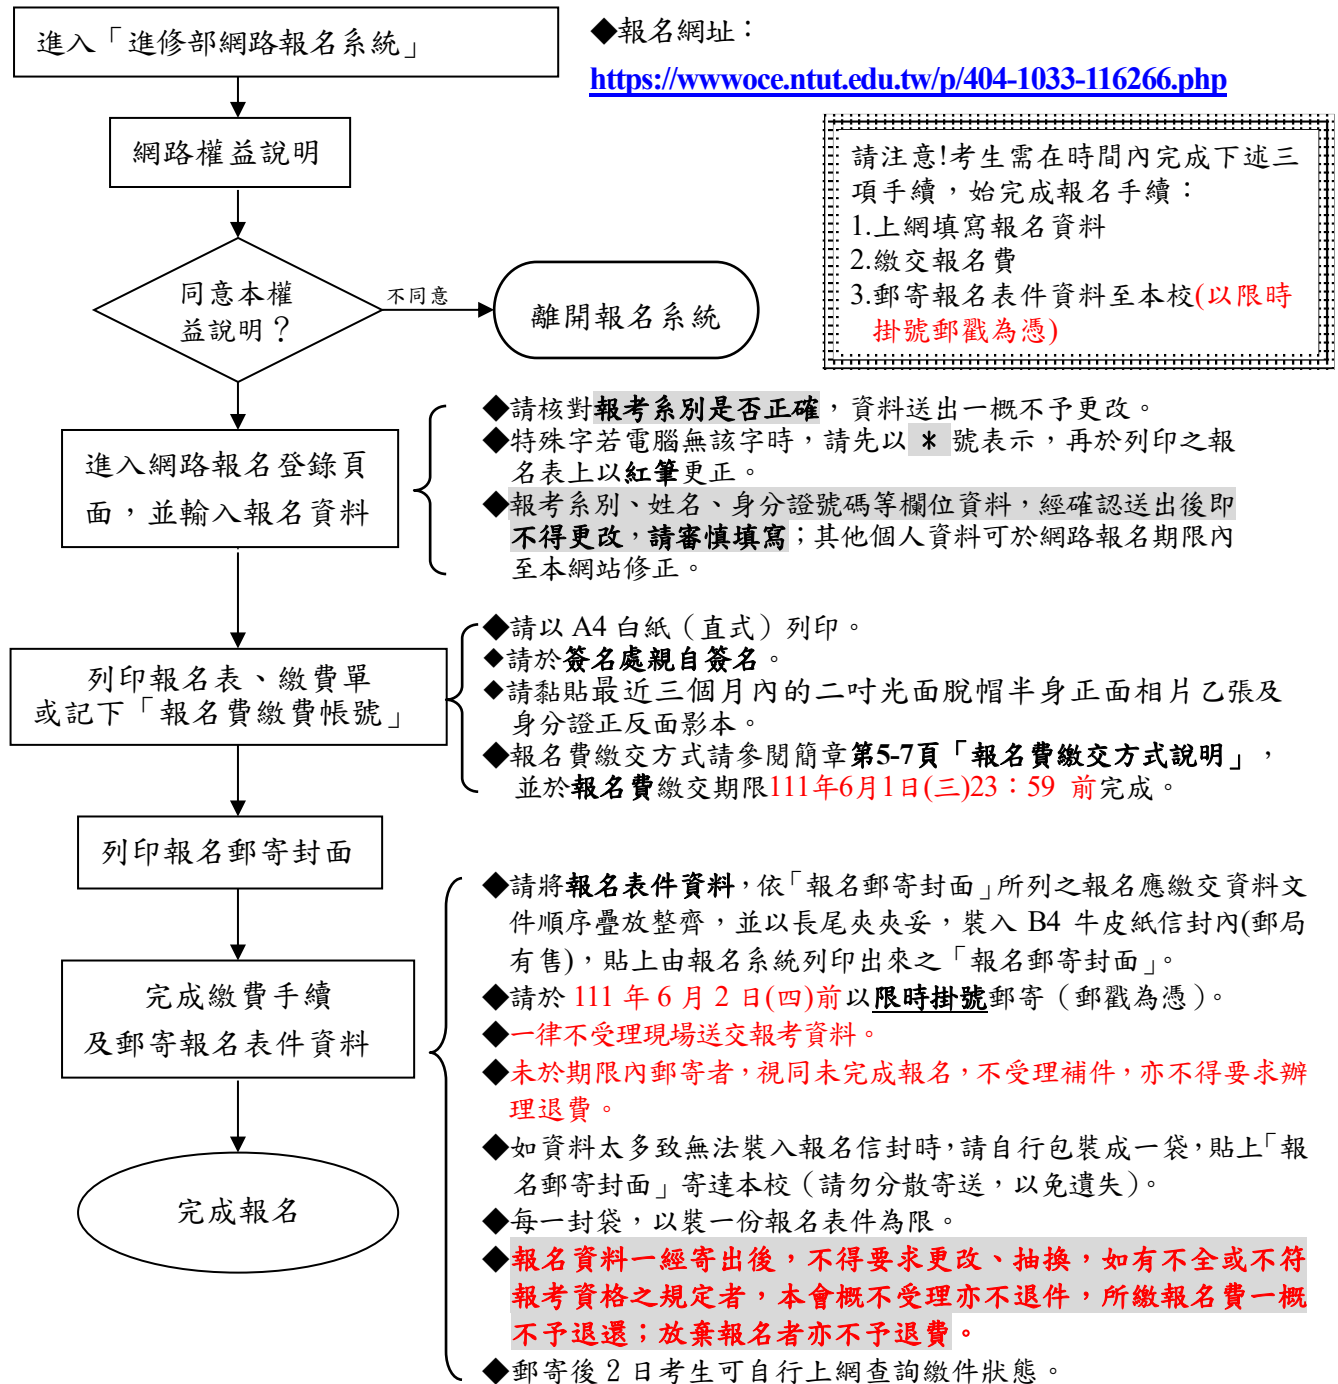 進入「進修部網路報名系統」
◆報名網址：
https://wwwoce.ntut.edu.tw/p/404-1033-116266.php
網路權益說明
請注意!考生需在時間內完成下述三
項手續，始完成報名手續：
1.上網填寫報名資料
2.繳交報名費
3.郵寄報名表件資料至本校(以限時
掛號郵戳為憑)
同意本權
益說明？
不同意
離開報名系統
進入網路報名登錄頁
面，並輸入報名資料
◆請核對報考系別是否正確，資料送出一概不予更改。
◆特殊字若電腦無該字時，請先以 * 號表示，再於列印之報
名表上以紅筆更正。
◆報考系別、姓名、身分證號碼等欄位資料，經確認送出後即
不得更改，請審慎填寫；其他個人資料可於網路報名期限內
至本網站修正。
列印報名表、繳費單
或記下「報名費繳費帳號」
◆請以 A4 白紙（直式）列印。
◆請於簽名處親自簽名。
◆請黏貼最近三個月內的二吋光面脫帽半身正面相片乙張及
身分證正反面影本。
◆報名費繳交方式請參閱簡章第5-7頁「報名費繳交方式說明」，
並於報名費繳交期限111年6月1日(三)23：59 前完成。
列印報名郵寄封面
完成繳費手續
及郵寄報名表件資料
◆請將報名表件資料，依「報名郵寄封面」所列之報名應繳交資料文
件順序疊放整齊，並以長尾夾夾妥，裝入 B4 牛皮紙信封內(郵局
有售)，貼上由報名系統列印出來之「報名郵寄封面」。
◆請於 111 年 6 月 2 日(四)前以限時掛號郵寄（郵戳為憑）。
◆一律不受理現場送交報考資料。
◆未於期限內郵寄者，視同未完成報名，不受理補件，亦不得要求辦
理退費。
◆如資料太多致無法裝入報名信封時，請自行包裝成一袋，貼上「報
名郵寄封面」寄達本校（請勿分散寄送，以免遺失）。
◆每一封袋，以裝一份報名表件為限。
◆報名資料一經寄出後，不得要求更改、抽換，如有不全或不符
報考資格之規定者，本會概不受理亦不退件，所繳報名費一概
不予退還；放棄報名者亦不予退費。
◆郵寄後 2 日考生可自行上網查詢繳件狀態。
完成報名